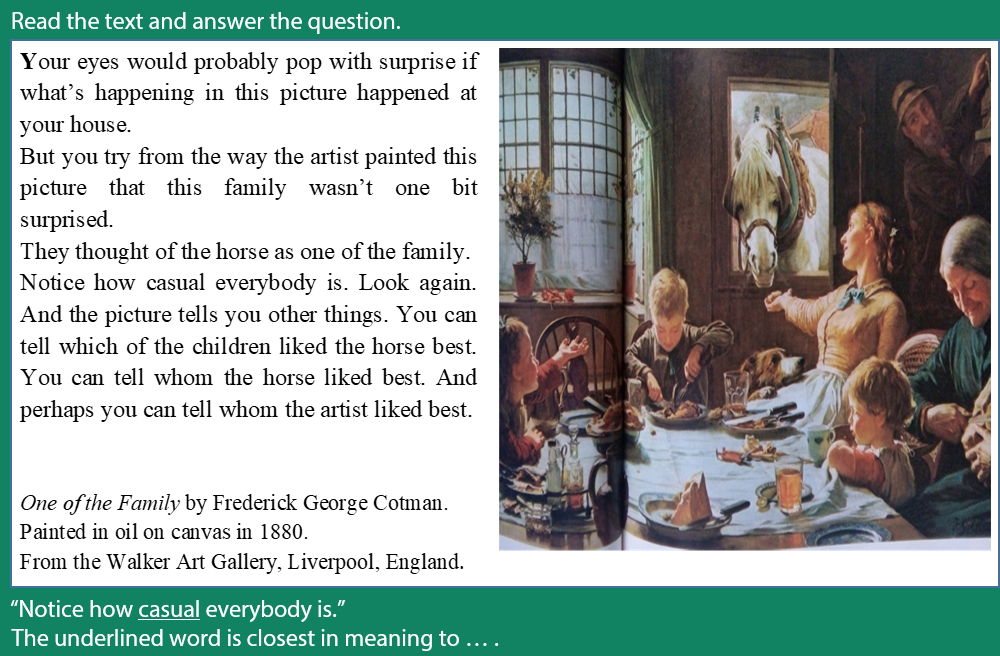 Read the text and answer the question.
Your eyes would probably pop with surprise if
what's happening in this picture happened at
your house.
But you try from the way the artist painted this
picture that this family wasn't one bit
surprised.
They thought of the horse as one of the family.
Notice how casual everybody is. Look again.
And the picture tells you other things. You can
tell which of the children liked the horse best.
You can tell whom the horse liked best. And
perhaps you can tell whom the artist liked best.
One of the Family by Frederick George Cotman.
Painted in oil on canvas in 1880.
From the Walker Art Gallery, Liverpool, England.
“Notice how casual everybody is.”
The underlined word is closest in meaning to … .